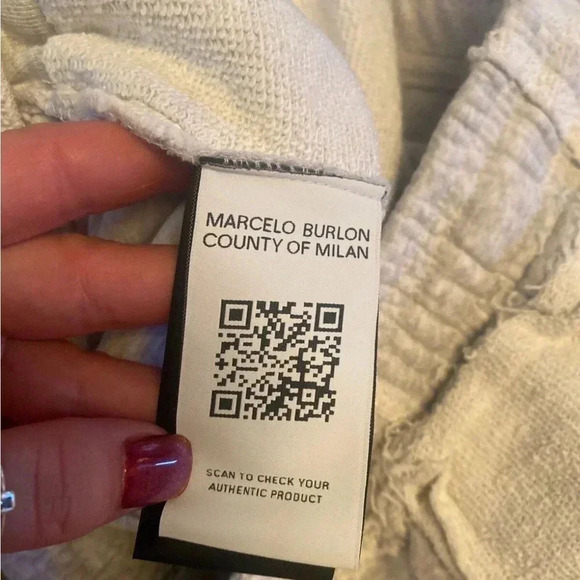 MARCELO BURLON
COUNTY OF MILAN
SCAN TO CHECK YOUR
AUTHENTIC PRODUCT